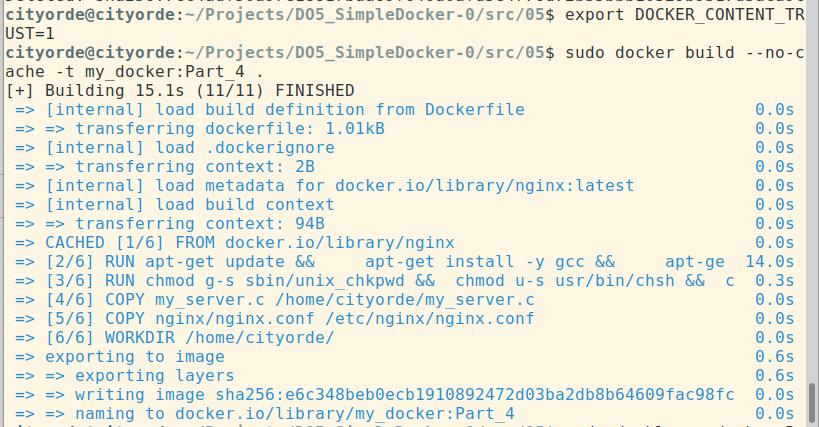 cityorde@cityorde:~/Projects/DO5_SimpleDocker-0/src/05$ export DOCKER_CONTENT_TR
UST=1
cityorde@cityorde:~/Projects/DO5_SimpleDocker-0/src/05$ sudo docker build --no-c
ache -t my_docker:Part_4 .
[+] Building 15.1s (11/11) FINISHED
=> [internal] load build definition from Dockerfile 0.0s
=> => transferring dockerfile: 1.01kB 0.0s
=> [internal] load .dockerignore 0.0s
=> => transferring context: 2B 0.0s
=> [internal] load metadata for docker.io/library/nginx:latest 0.0s
=> [internal] load build context 0.0s
=> => transferring context: 94B 0.0s
=> CACHED [1/6] FROM docker.io/library/nginx 0.0s
=> [2/6] RUN apt-get update &&     apt-get install -y gcc &&     apt-ge  14.0s
=> [3/6] RUN chmod g-s sbin/unix_chkpwd &&  chmod u-s usr/bin/chsh &&  c  0.3s
=> [4/6] COPY my_server.c /home/cityorde/my_server.c 0.0s
=> [5/6] COPY nginx/nginx.conf /etc/nginx/nginx.conf 0.0s
=> [6/6] WORKDIR /home/cityorde/ 0.0s
=> exporting to image 0.6s
=> => exporting layers 0.6s
=> => writing image sha256:e6c348beb0ecb1910892472d03ba2db8b64609fac98fc 0.0s
=> => naming to docker.io/library/my_docker:Part_4 0.0s